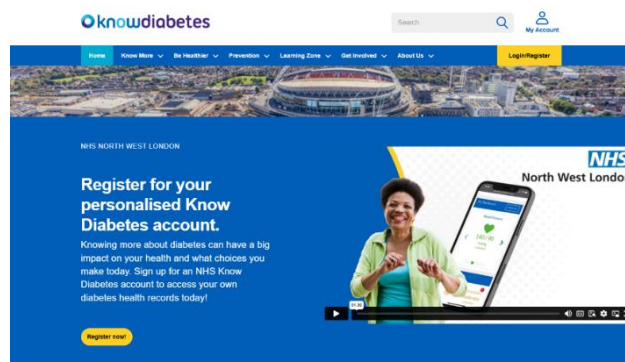 knowdiabetes
Search
My Account
Home Know More Be Healthier Prevention Learning Zone Get Involved About Us Login/Register
NHS NORTH WEST LONDON
NHS
North West Londo
Register for your
personalised Know
Diabetes account.
Knowing more about diabetes can have a big
impact on your health and what choices you
make today. Sign up for an NHS Know
Diabetes account to access your own
diabetes health records today!
140/90
01:30
Register now!